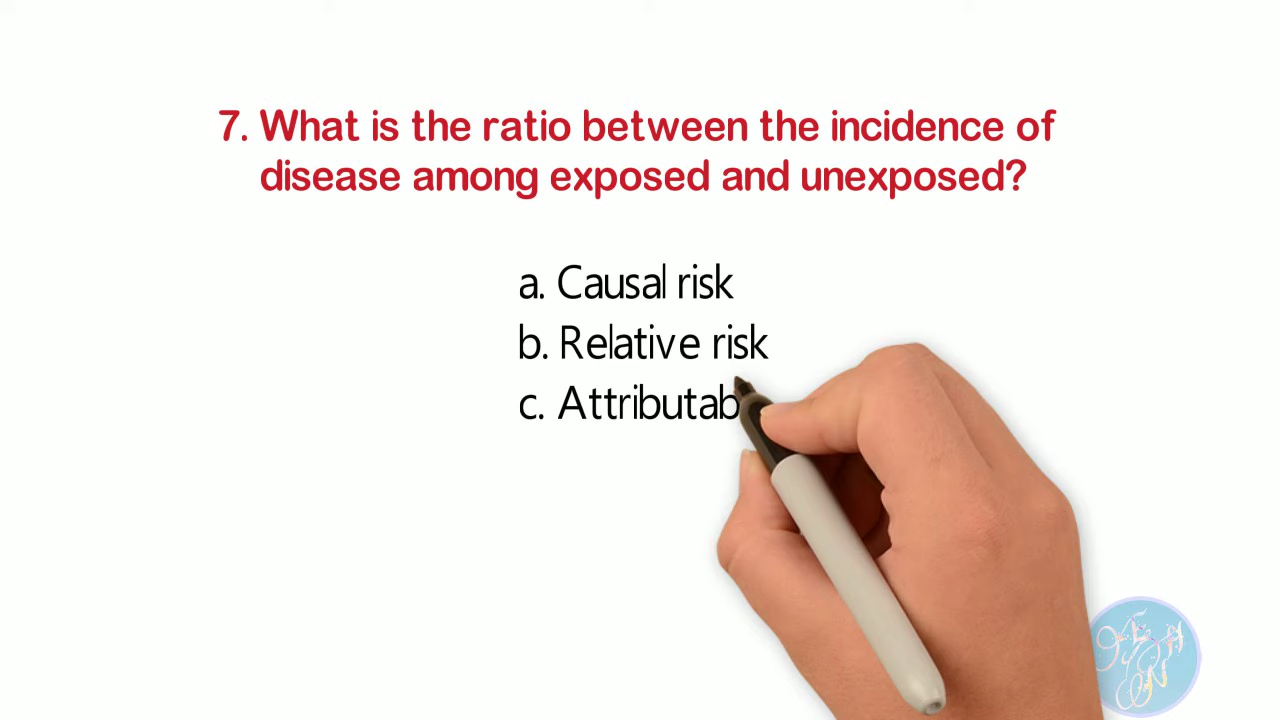 7. What is the ratio between the incidence of
disease among exposed and unexposed?
a. Causal risk
b. Relative risk
c. Attributab